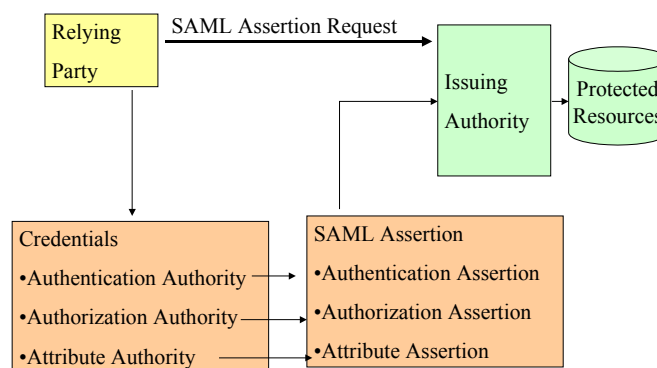 Relying
Party
SAML Assertion Request
Issuing
Authority
Protected
Resources
Credentials
•Authentication Authority
•Authorization Authority
•Attribute Authority
SAML Assertion
•Authentication Assertion
•Authorization Assertion
•Attribute Assertion